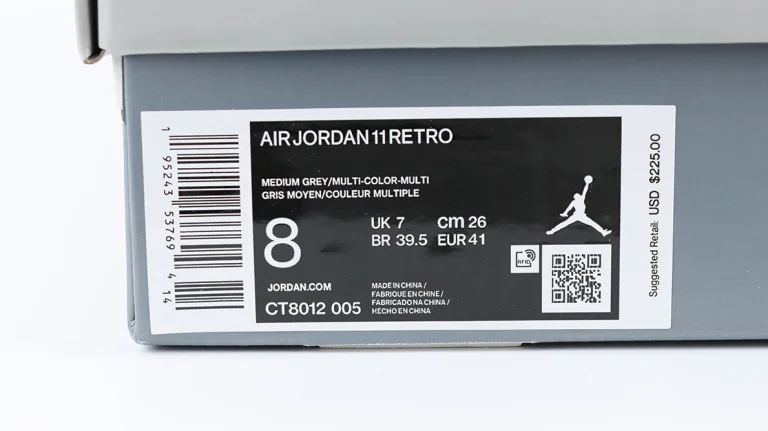 1 95243 53769 4 14
AIR JORDAN 11 RETRO
MEDIUM GREY/MULTI-COLOR-MULTI
GRIS MOYEN/COULEUR MULTIPLE
8
UK 7 cm 26
BR 39.5 EUR 41
RFID
JORDAN.COM
CT8012 005
MADE IN CHINA /
FABRIQUE EN CHINE /
FABRICADO NA CHINA /
HECHO EN CHINA
Suggested Retail: USD $225.00